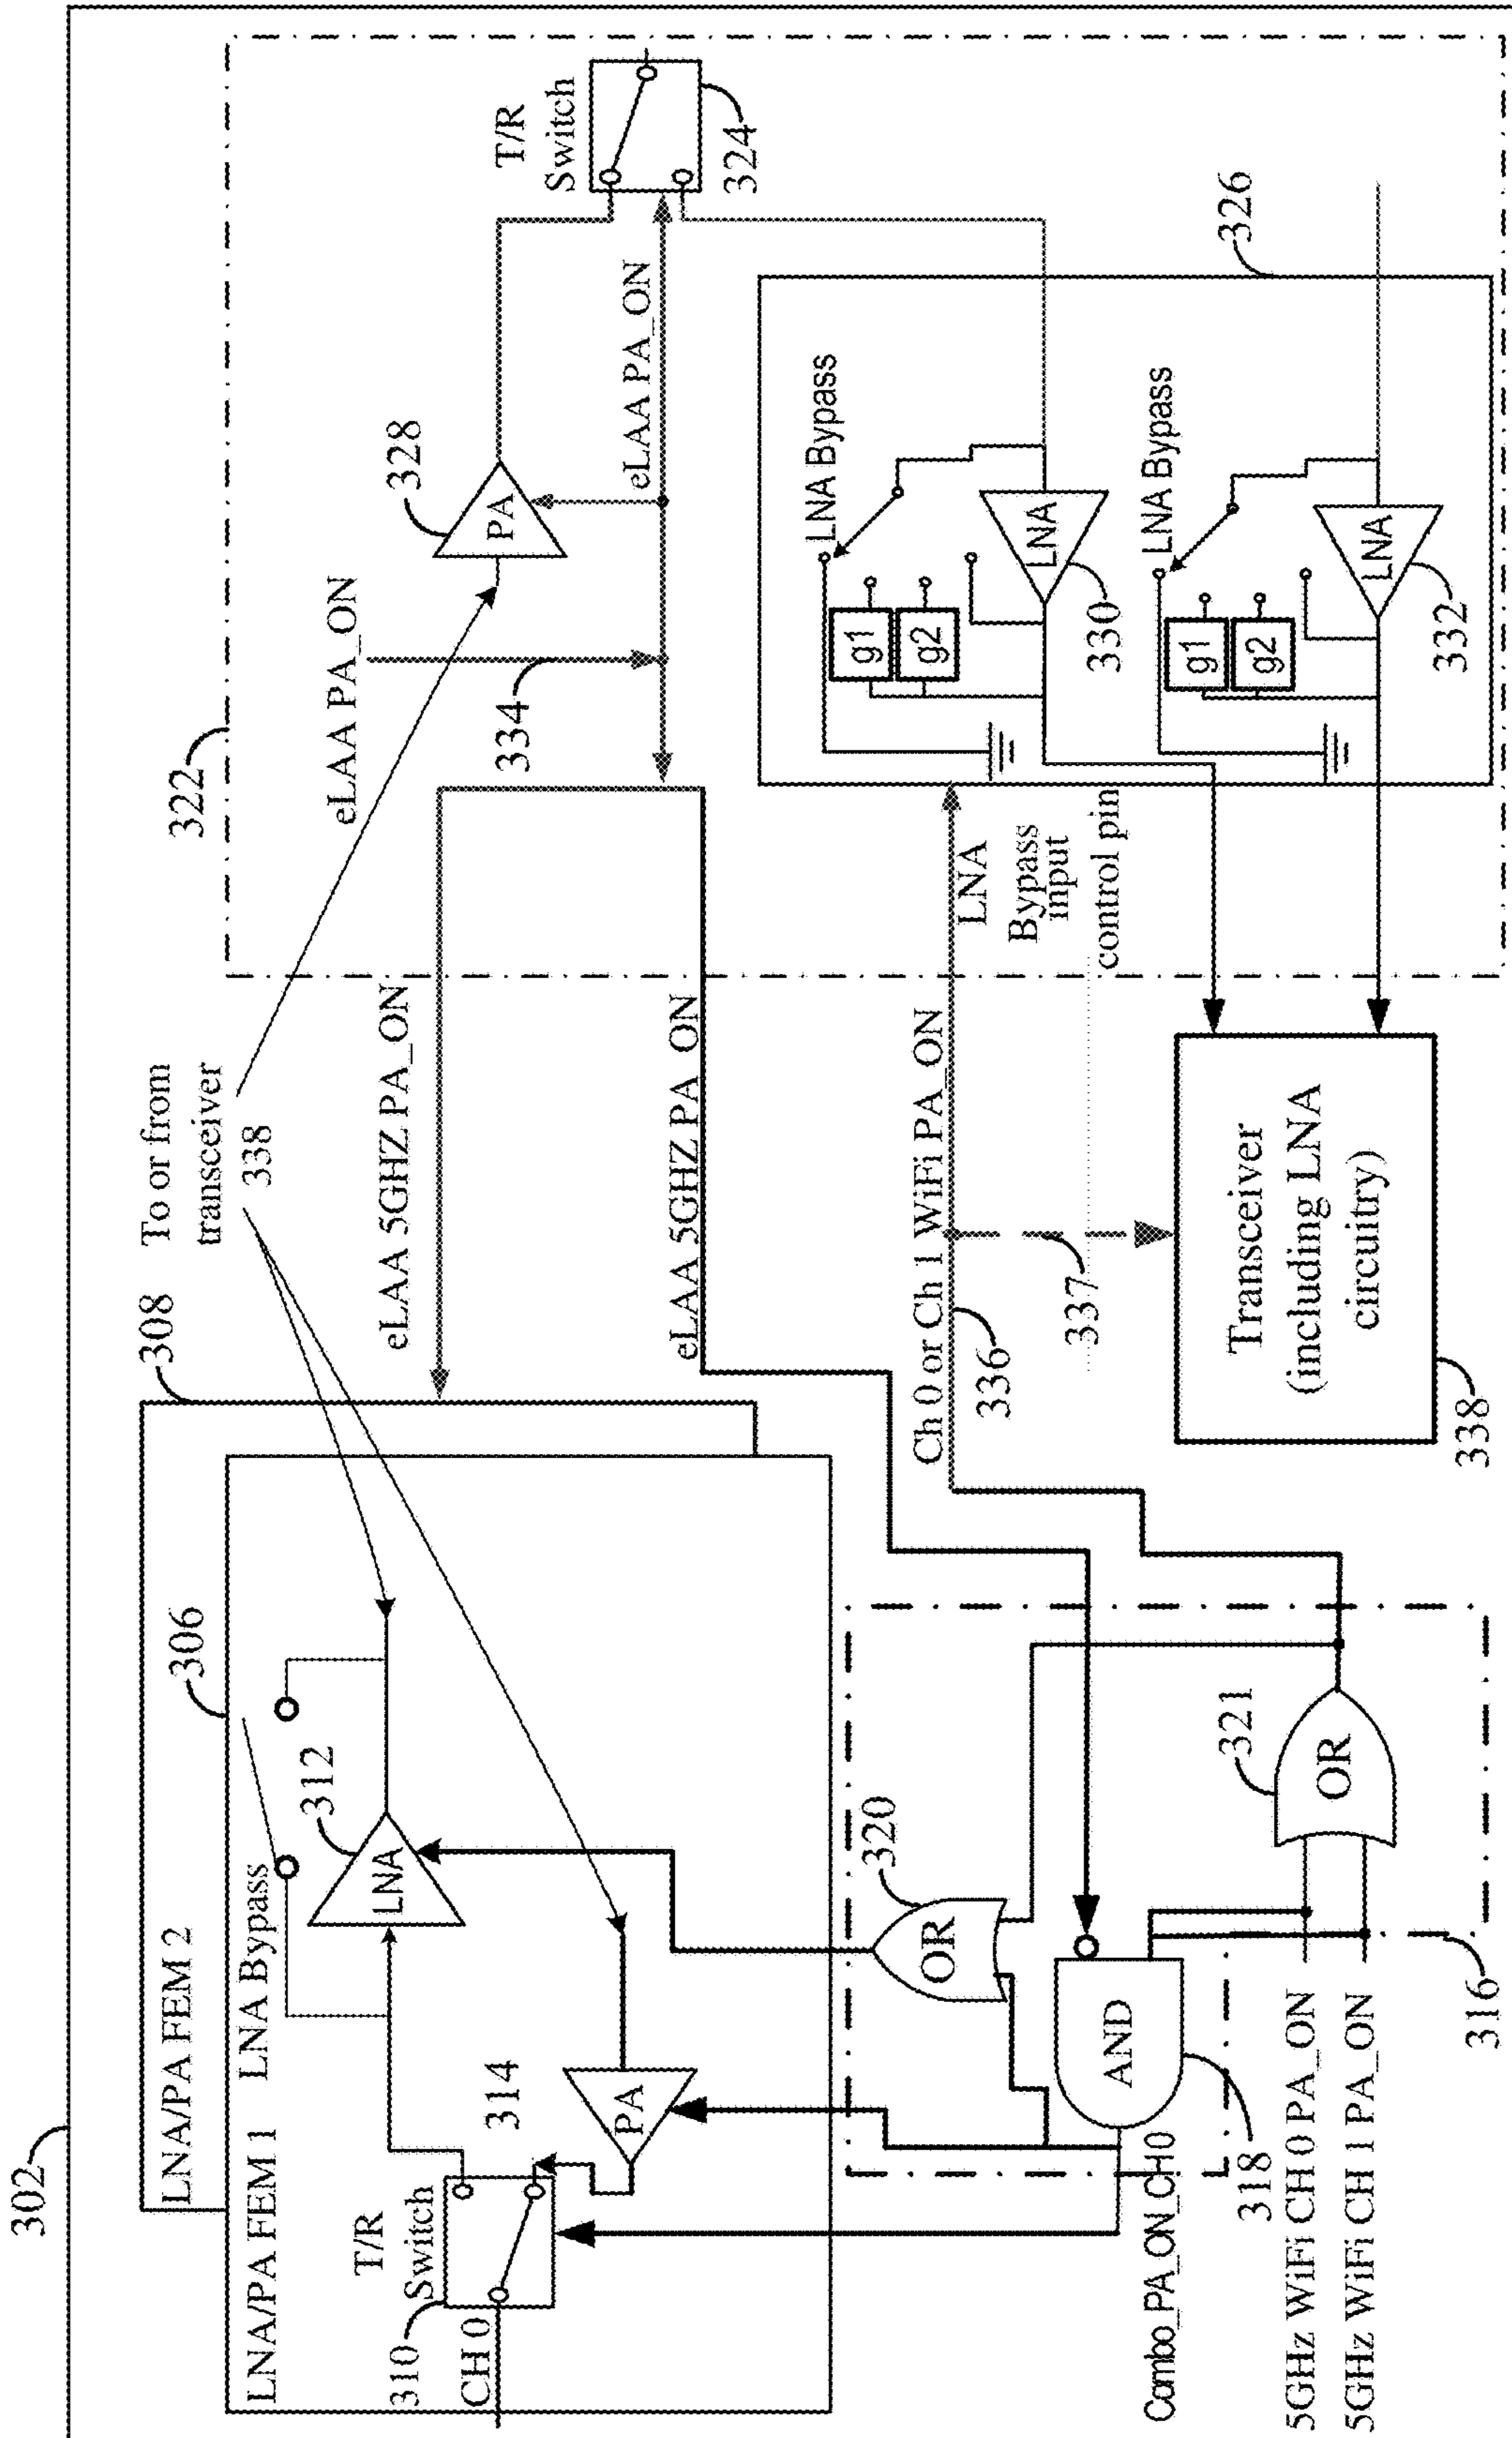 302
LNA/PA FEM 2
308
LNA/PA FEM 1
LNA Bypass
306
312
LNA
T/R
Switch
310
CH 0
314
PA
To or from
transceiver
338
322
eLAA PA_ON
334
328
PA
T/R
Switch
324
eLAA PA_ON
eLAA 5GHZ PA_ON
eLAA 5GHZ PA_ON
320
OR
AND
318
Combo_PA_ON_CH0
321
OR
5GHz WiFi CH 0 PA_ON
5GHz WiFi CH 1 PA_ON
316
Ch 0 or Ch 1 WiFi PA_ON
336
337
LNA
Bypass
input
control pin
Transceiver
(including LNA
circuitry)
338
326
LNA Bypass
g1
g2
LNA
330
LNA Bypass
g1
g2
LNA
332